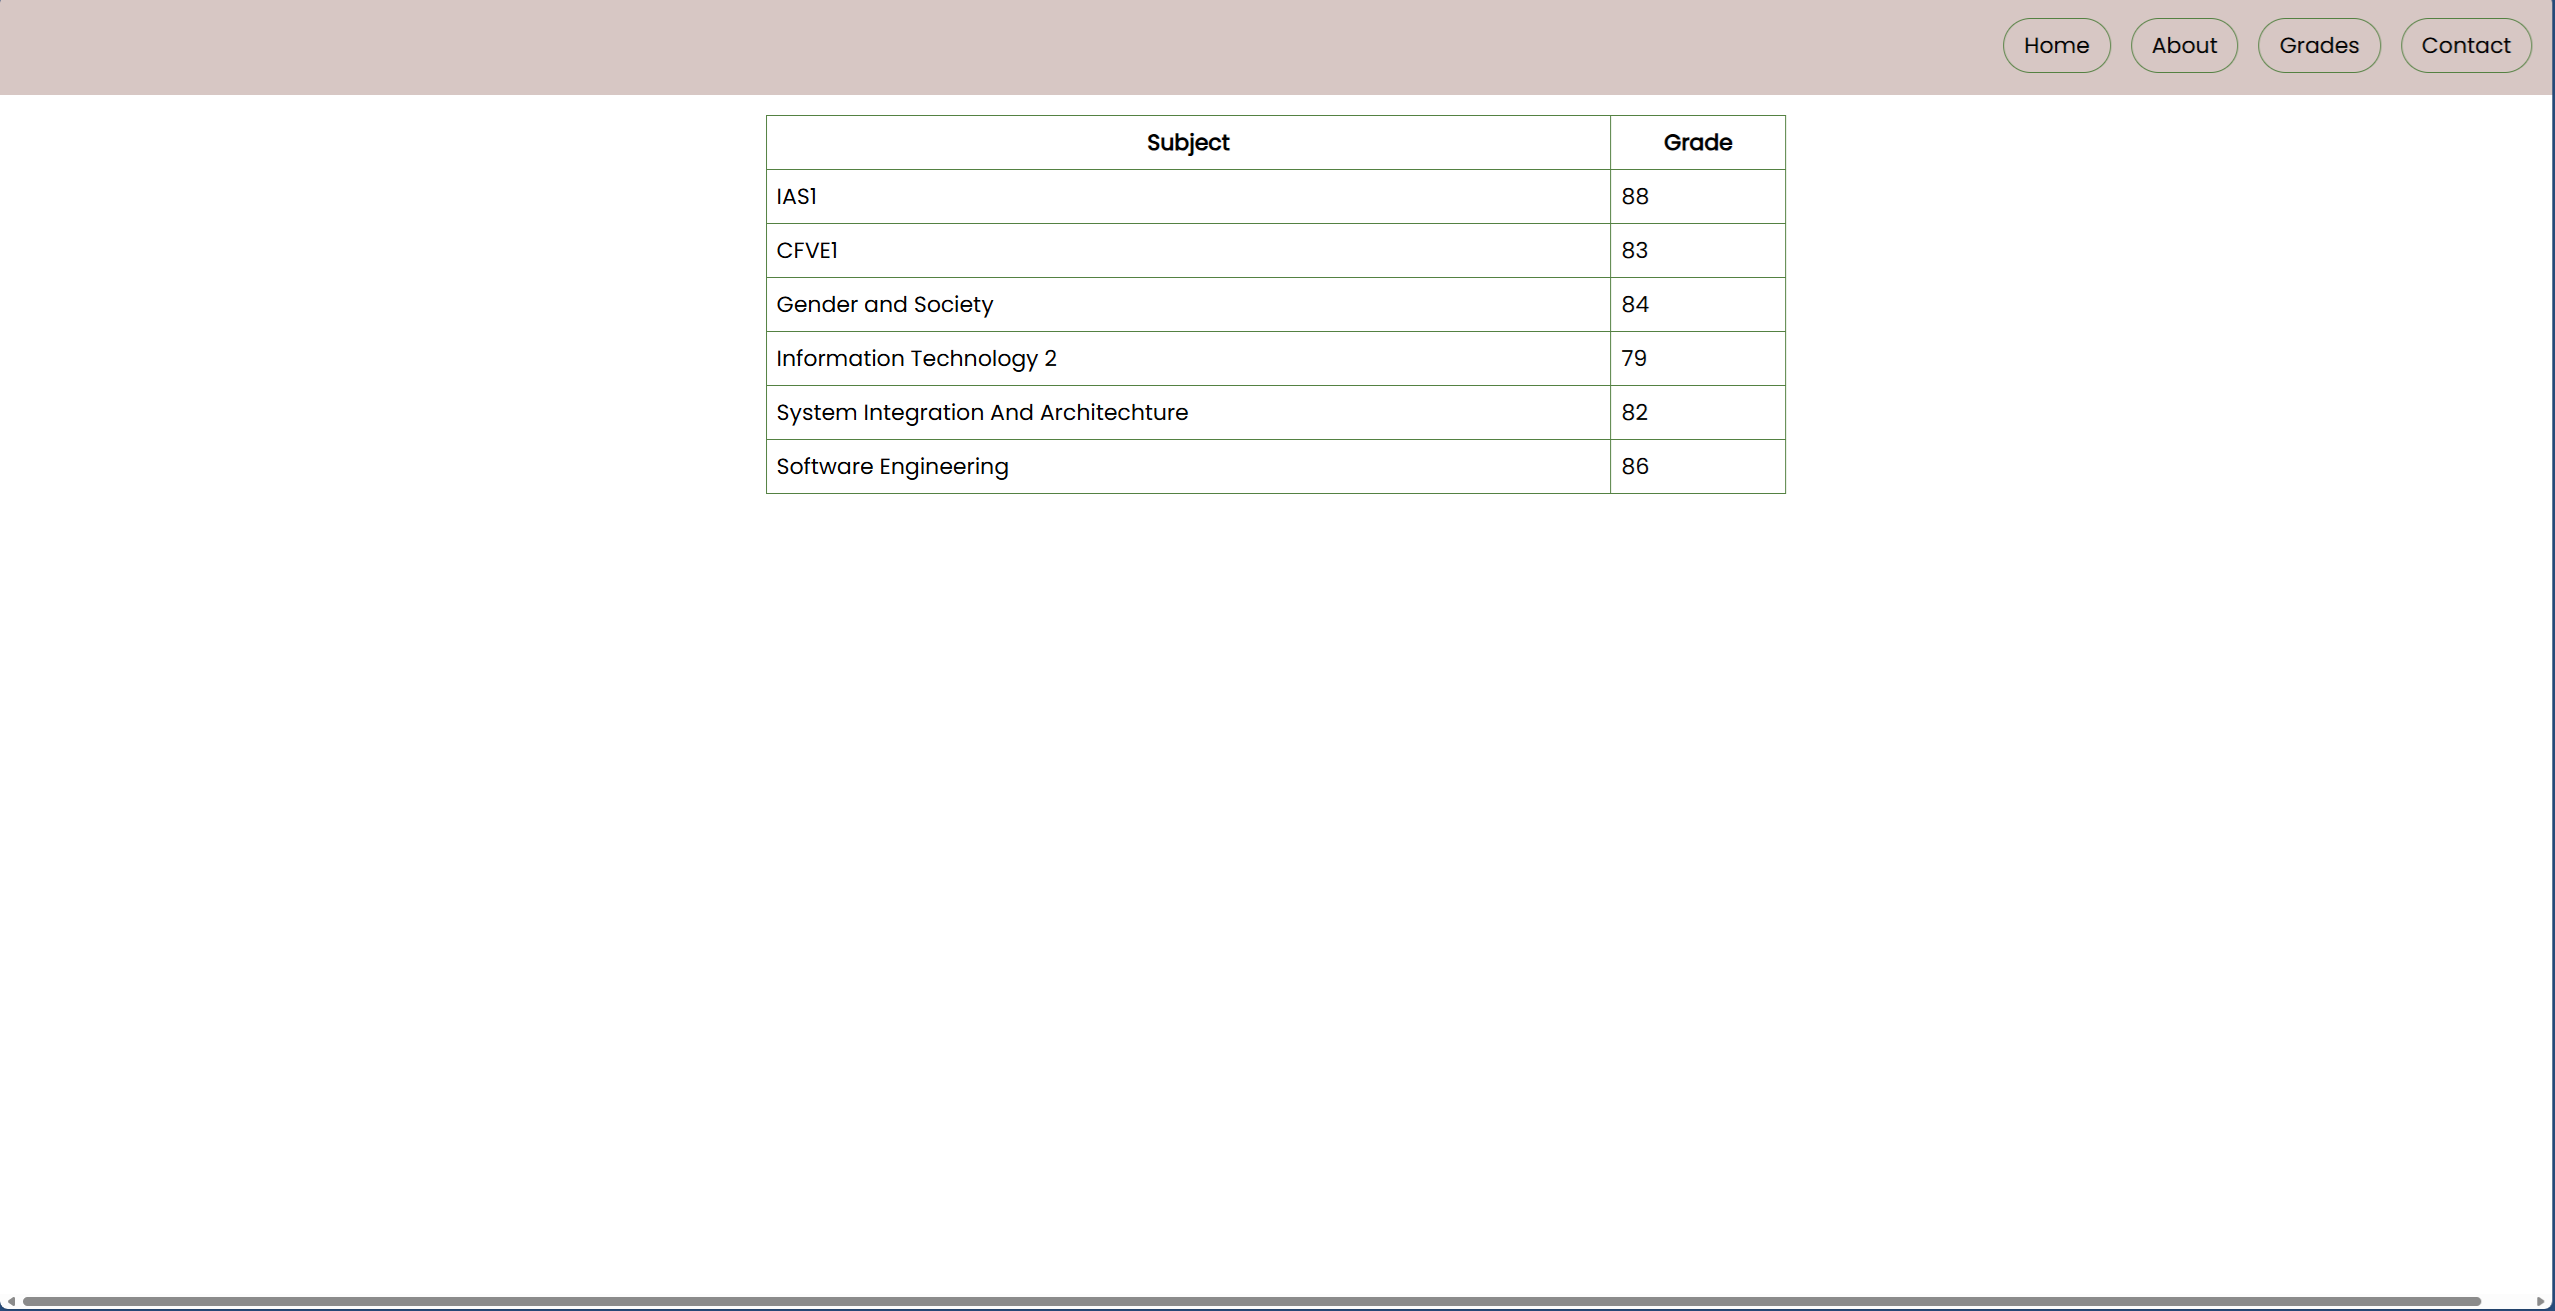 Home About Grades Contact
Subject Grade
IAS1 88
CFVE1 83
Gender and Society 84
Information Technology 2 79
System Integration And Architechture 82
Software Engineering 86